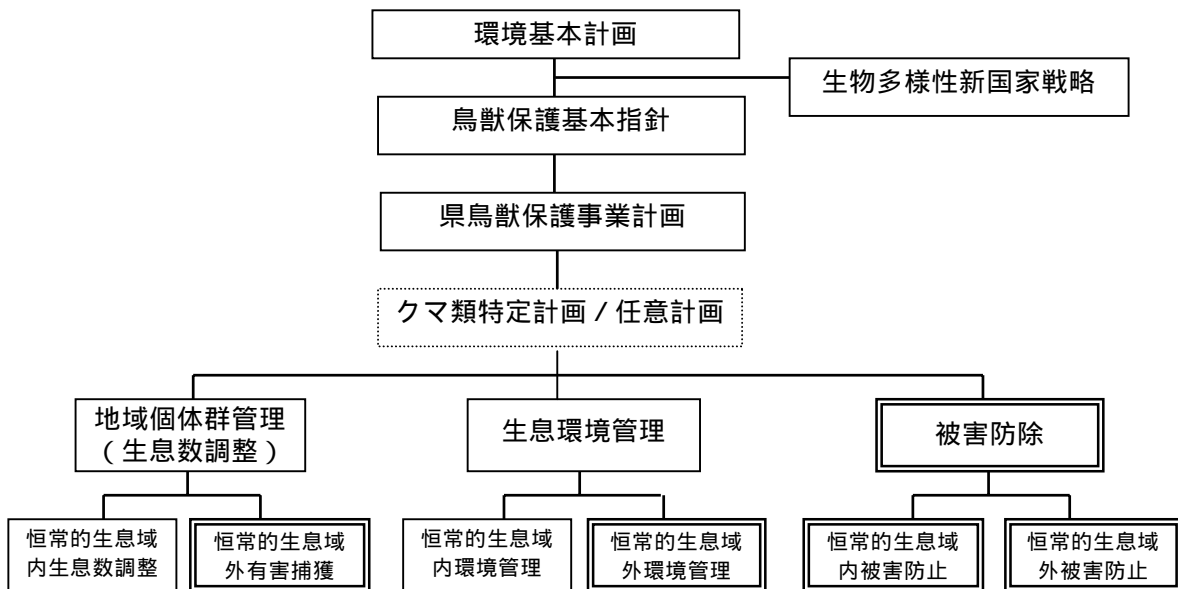 環境基本計画
生物多様性新国家戦略
鳥獣保護基本指針
県鳥獣保護事業計画
クマ類特定計画 / 任意計画
地域個体群管理
(生息数調整)
生息環境管理
被害防除
恒常的生息域
内生息数調整
恒常的生息域
外有害捕獲
恒常的生息域
内環境管理
恒常的生息域
外環境管理
恒常的生息域
内被害防止
恒常的生息域
外被害防止